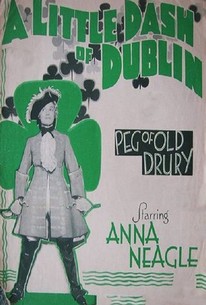 A LITTLE DASH
OF
DUBLIN
PEG OF OLD
DRURY
Starring
ANNA
NEAGLE